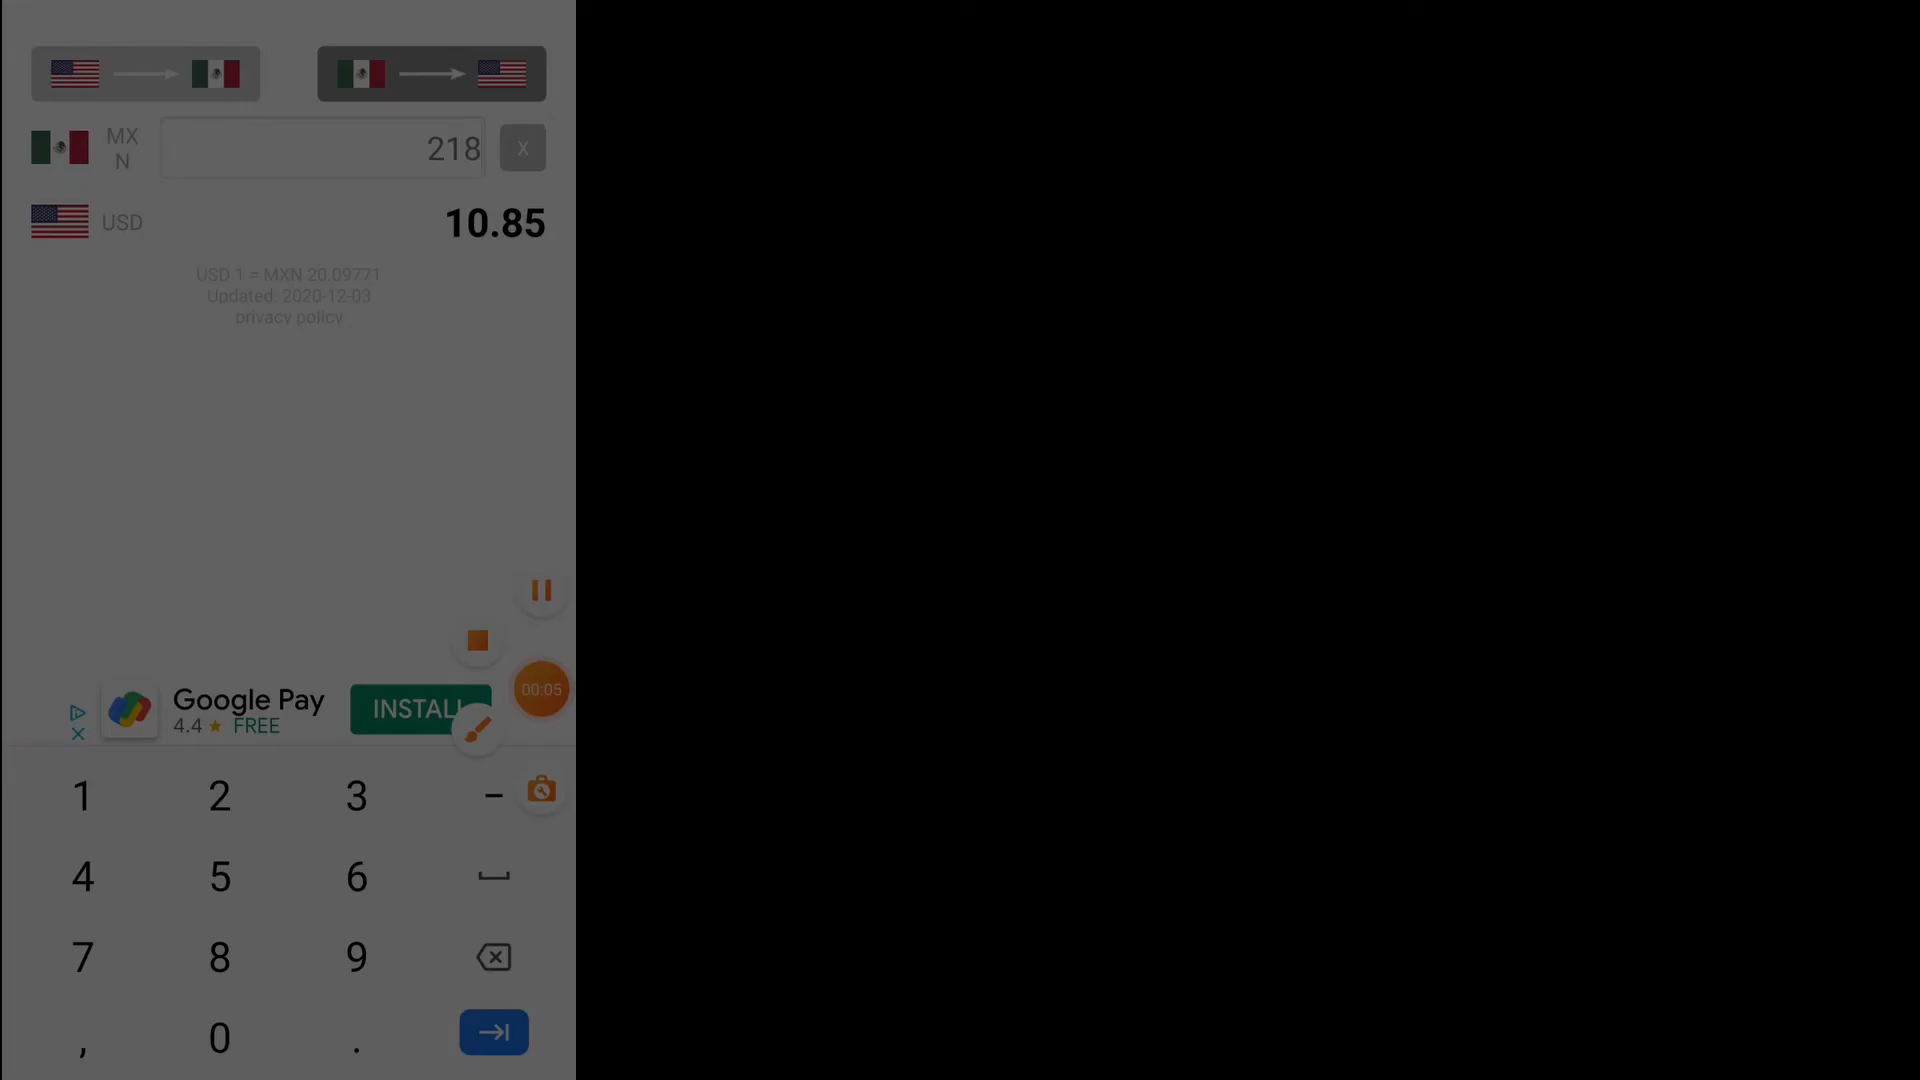 MX
N
218
X
USD
10.85
USD 1 = MXN 20.09771
Updated: 2020-12-03
privacy policy
Google Pay
4.4 ★ FREE
INSTALL
00:05
1 2 3 –
4 5 6
7 8 9
, 0 .